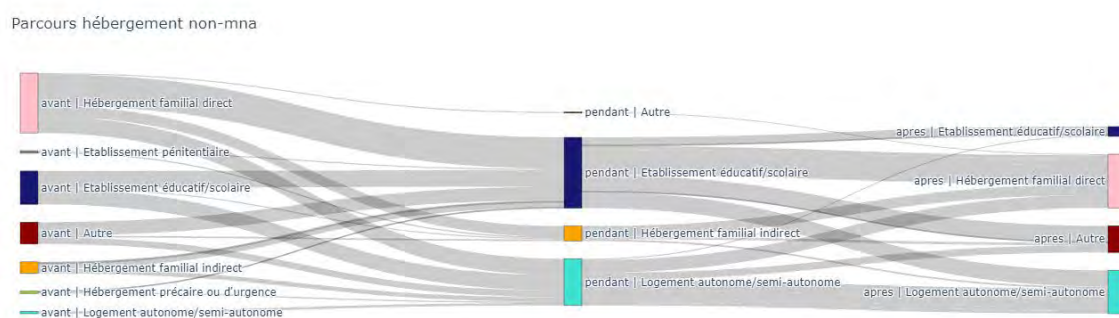 Parcours hébergement non-mna
avant | Hébergement familial direct
avant | Etablissement pénitentiaire
avant | Etablissement éducatif/scolaire
avant | Autre
avant | Hébergement familial indirect
avant | Hébergement précaire ou d'urgence
avant | Logement autonome/semi-autonome
pendant | Autre
pendant | Etablissement éducatif/scolaire
pendant | Hébergement familial indirect
pendant | Logement autonome/semi-autonome
apres | Etablissement éducatif/scolaire
apres | Hébergement familial direct
apres | Autre
apres | Logement autonome/semi-autonome